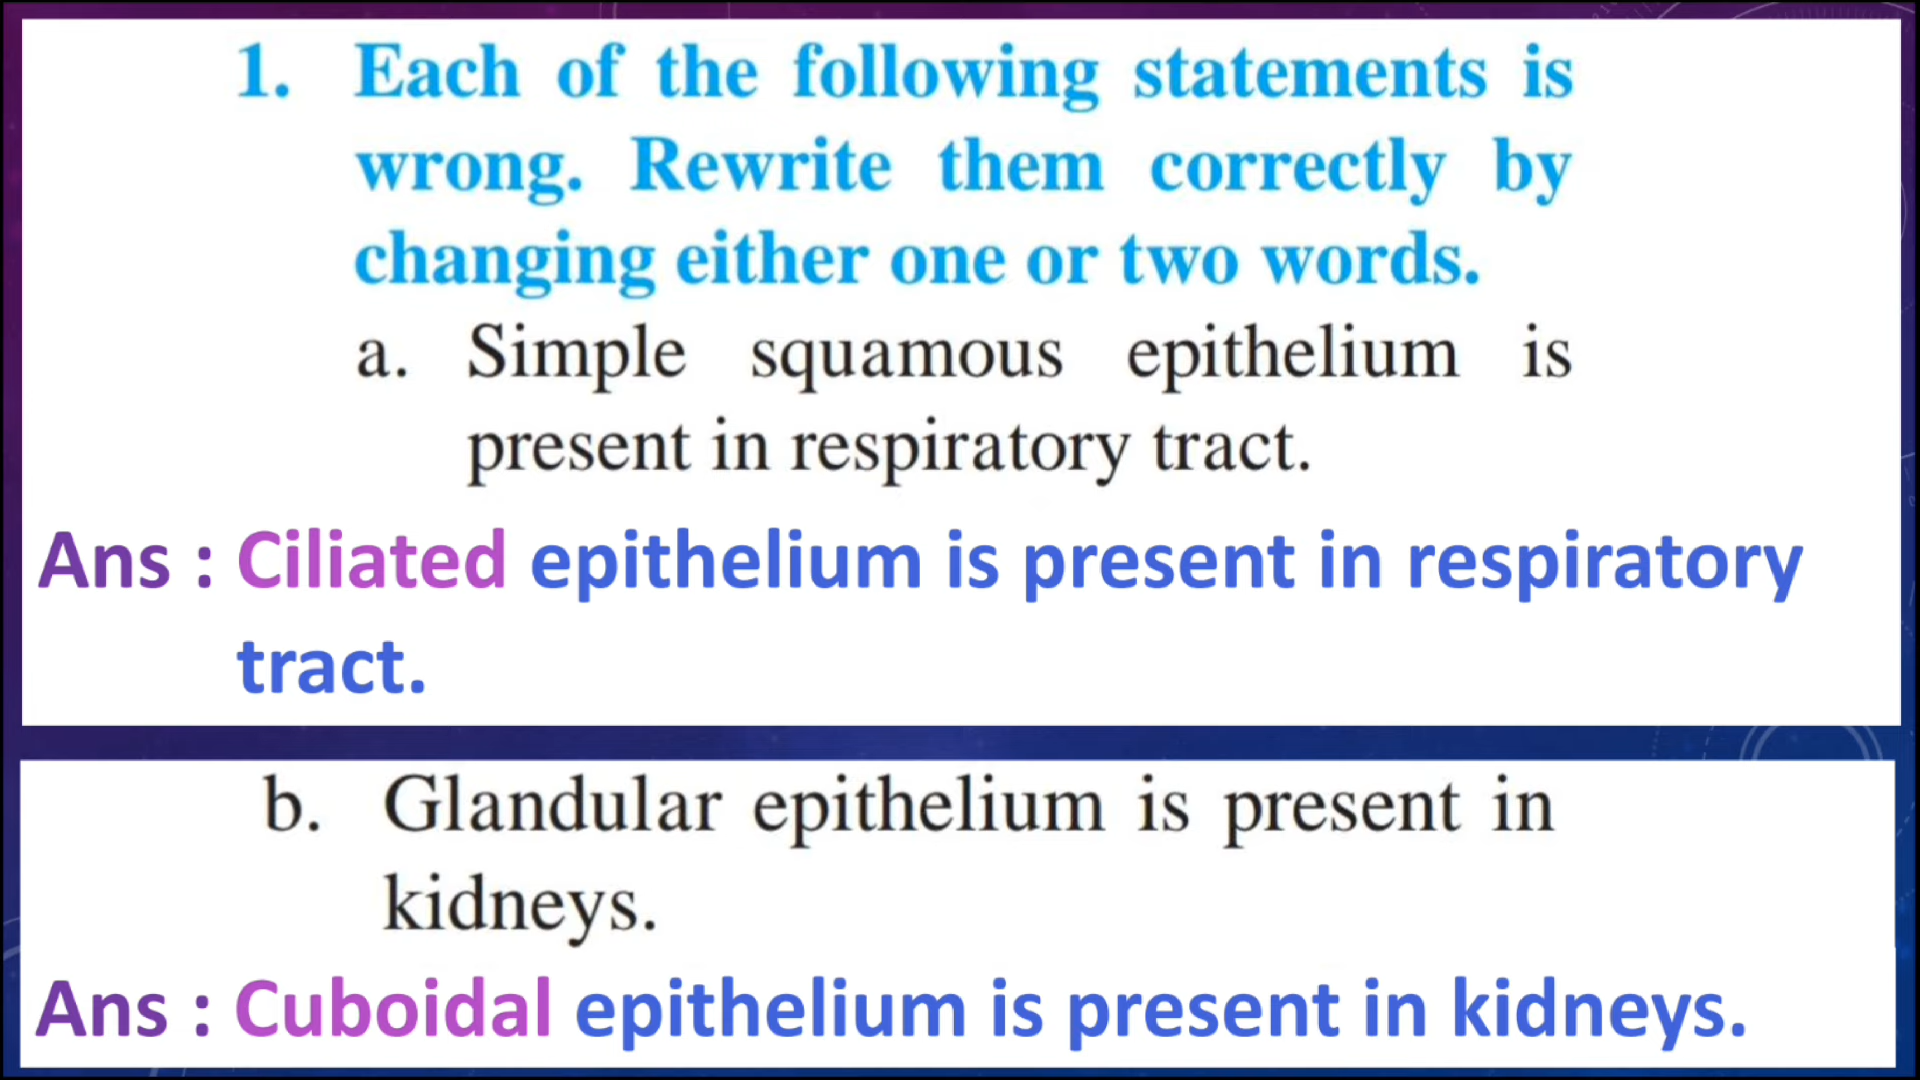 1. Each of the following statements is
wrong. Rewrite them correctly by
changing either one or two words.
a. Simple squamous epithelium is
present in respiratory tract.
Ans : Ciliated epithelium is present in respiratory
tract.
b. Glandular epithelium is present in
kidneys.
Ans : Cuboidal epithelium is present in kidneys.